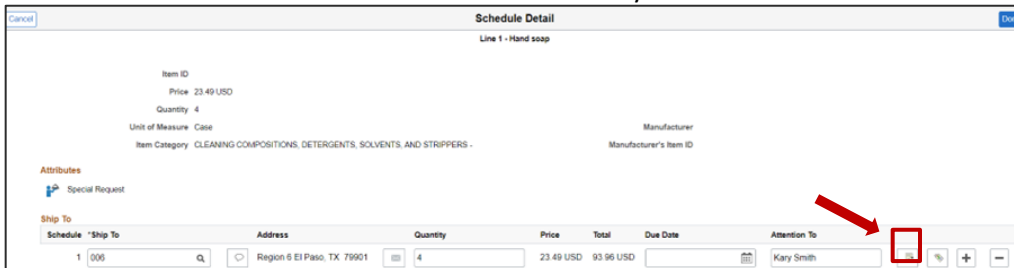 Cancel Schedule Detail
Line 1 - Hand soap
Item ID
Price 23.49 USD
Quantity 4
Unit of Measure Case Manufacturer
Item Category CLEANING COMPOSITIONS, DETERGENTS, SOLVENTS, AND STRIPPERS - Manufacturer's Item ID
Attributes
Special Request
Ship To
Schedule *Ship To Address Quantity Price Total Due Date Attention To
1 006 Region 6 El Paso, TX 79901 4 23.49 USD 93.96 USD Kary Smith